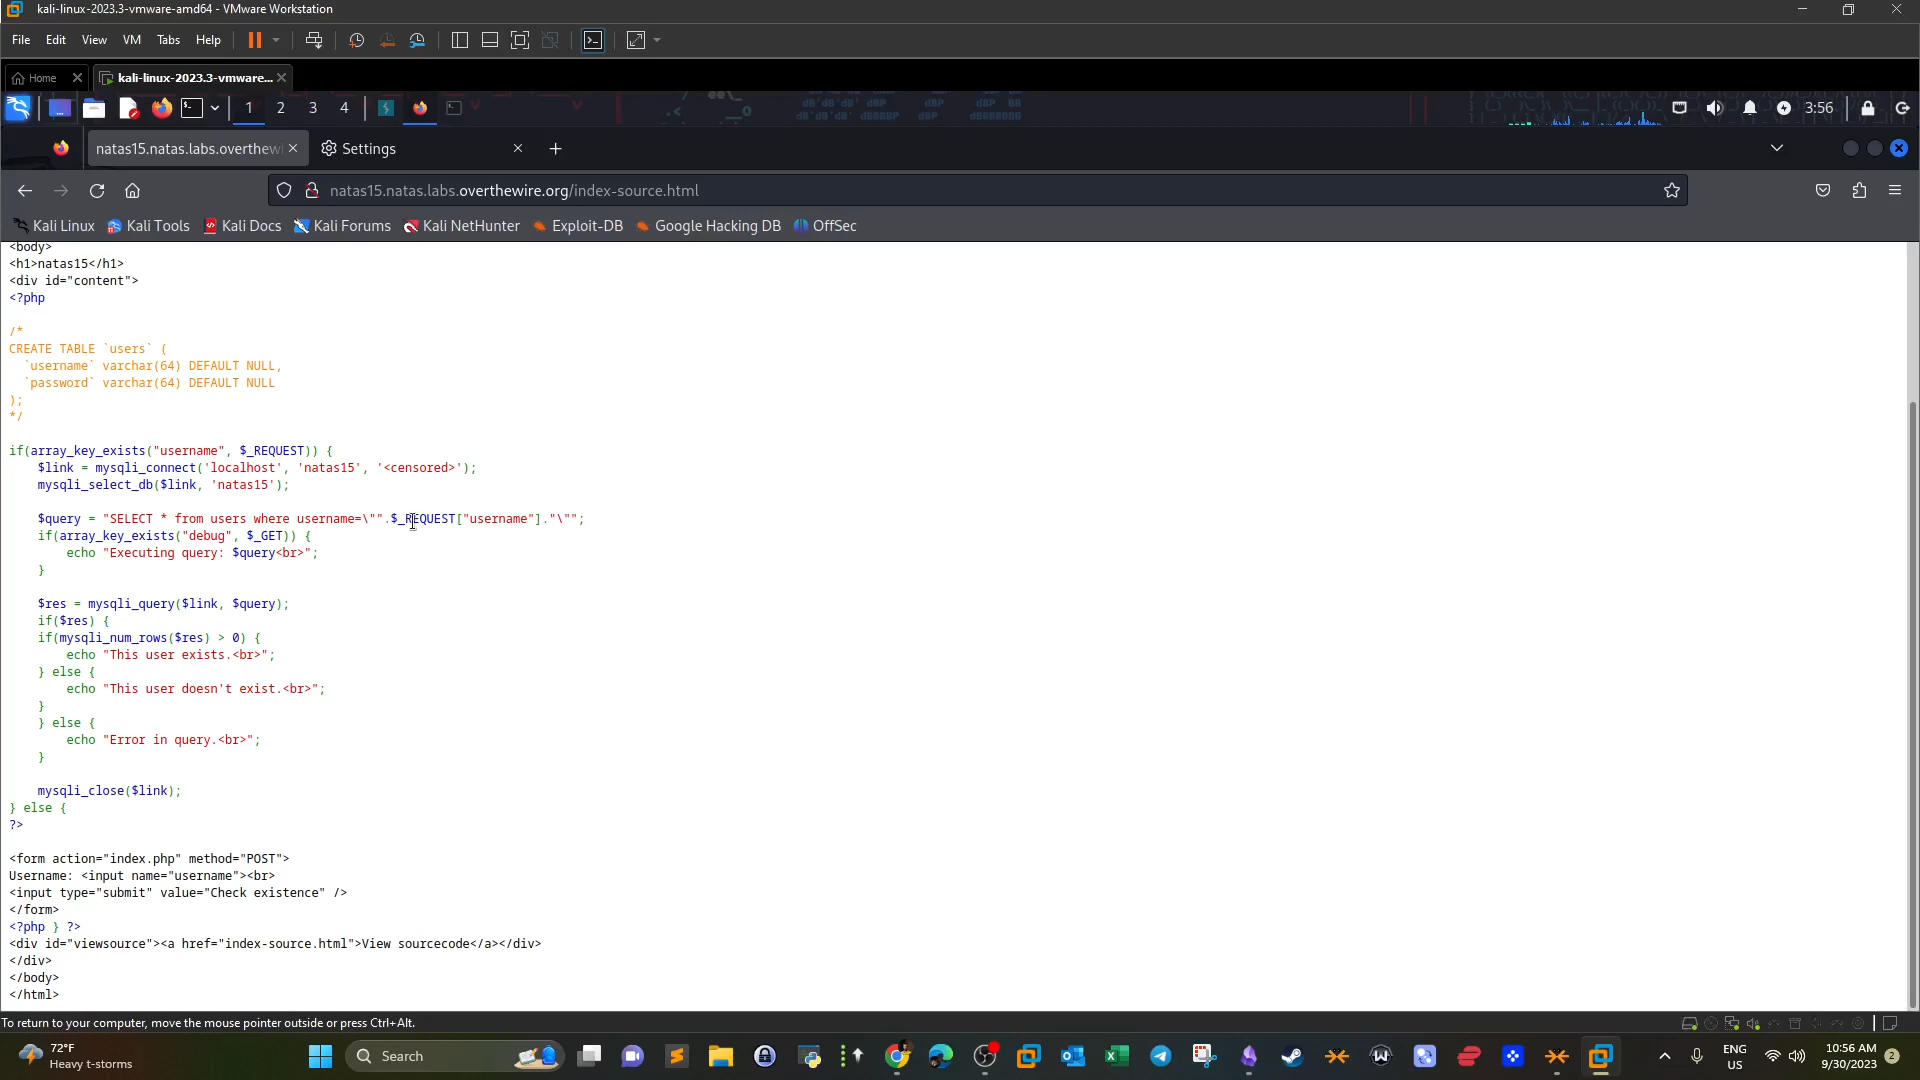 kali-linux-2023.3-vmware-amd64 - VMware Workstation
File Edit View VM Tabs Help
Home kali-linux-2023.3-vmware...
1 2 3 4 3:56
natas15.natas.labs.overthew Settings
natas15.natas.labs.overthewire.org/index-source.html
Kali Linux Kali Tools Kali Docs Kali Forums Kali NetHunter Exploit-DB Google Hacking DB OffSec
<body>
<h1>natas15</h1>
<div id="content">
<?php
/*
CREATE TABLE `users` (
`username` varchar(64) DEFAULT NULL,
`password` varchar(64) DEFAULT NULL
);
*/
if(array_key_exists("username", $_REQUEST)) {
$link = mysqli_connect('localhost', 'natas15', '<censored>');
mysqli_select_db($link, 'natas15');
$query = "SELECT * from users where username=\"".$_REQUEST["username"]."\"";
if(array_key_exists("debug", $_GET)) {
echo "Executing query: $query<br>";
}
$res = mysqli_query($link, $query);
if($res) {
if(mysqli_num_rows($res) > 0) {
echo "This user exists.<br>";
} else {
echo "This user doesn't exist.<br>";
}
} else {
echo "Error in query.<br>";
}
mysqli_close($link);
} else {
?>
<form action="index.php" method="POST">
Username: <input name="username"><br>
<input type="submit" value="Check existence" />
</form>
<?php } ?>
<div id="viewsource"><a href="index-source.html">View sourcecode</a></div>
</div>
</body>
</html>
To return to your computer, move the mouse pointer outside or press Ctrl+Alt.
72°F
Heavy t-storms
Search
ENG
US
10:56 AM
9/30/2023
2